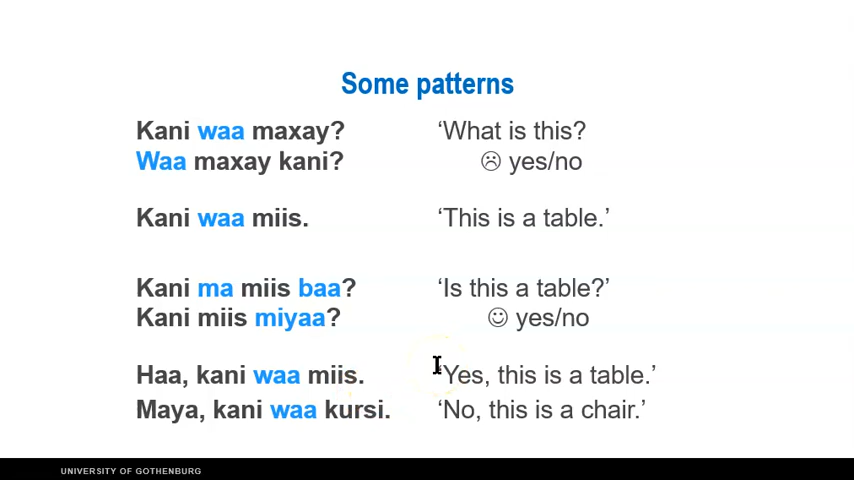 Some patterns
Kani waa maxay? ‘What is this?
Waa maxay kani? ☹ yes/no
Kani waa miis. ‘This is a table.’
Kani ma miis baa? ‘Is this a table?’
Kani miis miyaa? ☺ yes/no
Haa, kani waa miis. ‘Yes, this is a table.’
Maya, kani waa kursi. ‘No, this is a chair.’
UNIVERSITY OF GOTHENBURG